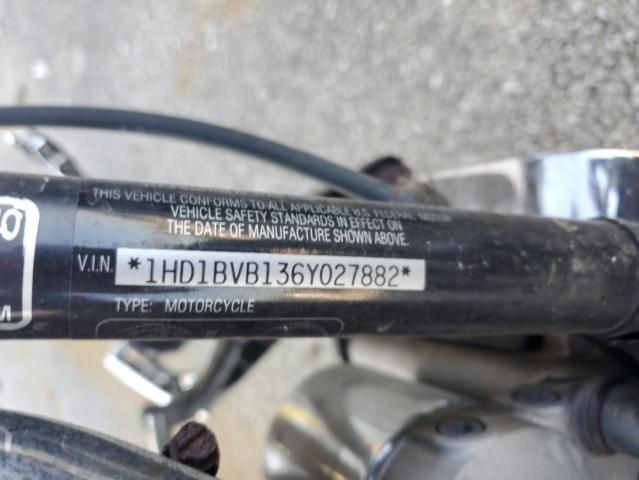 THIS VEHICLE CONFORMS TO ALL APPLICABLE U.S. FEDERAL MOTOR
VEHICLE SAFETY STANDARDS IN EFFECT ON
THE DATE OF MANUFACTURE SHOWN ABOVE.
V.I.N. *1HD1BVB136Y027882*
TYPE: MOTORCYCLE